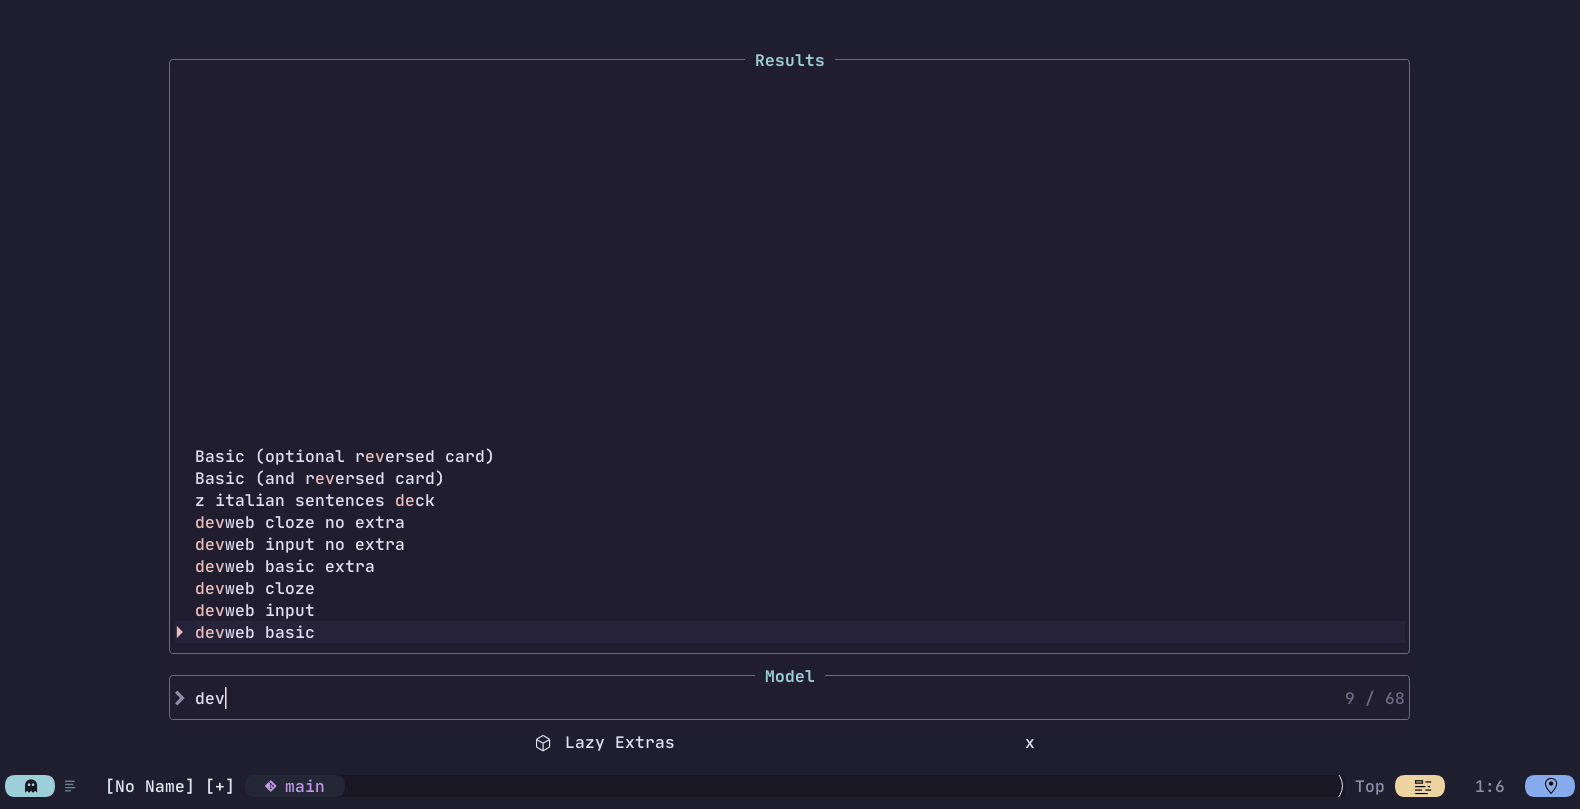 Results
Basic (optional reversed card)
Basic (and reversed card)
z italian sentences deck
devweb cloze no extra
devweb input no extra
devweb basic extra
devweb cloze
devweb input
devweb basic
Model
dev 9 / 68
Lazy Extras x
[No Name] [+] main Top 1:6